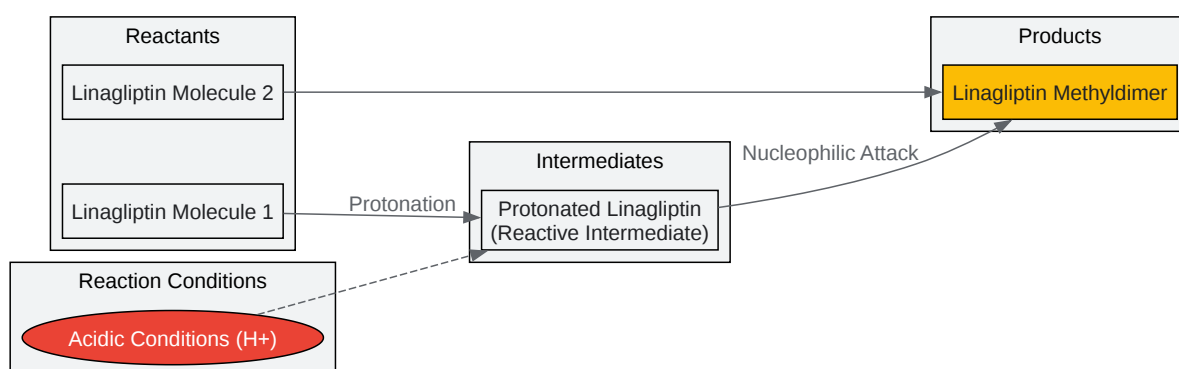 Reactants
Linagliptin Molecule 2
Linagliptin Molecule 1
Protonation
Reaction Conditions
Acidic Conditions (H+)
Intermediates
Protonated Linagliptin
(Reactive Intermediate)
Nucleophilic Attack
Products
Linagliptin Methyldimer